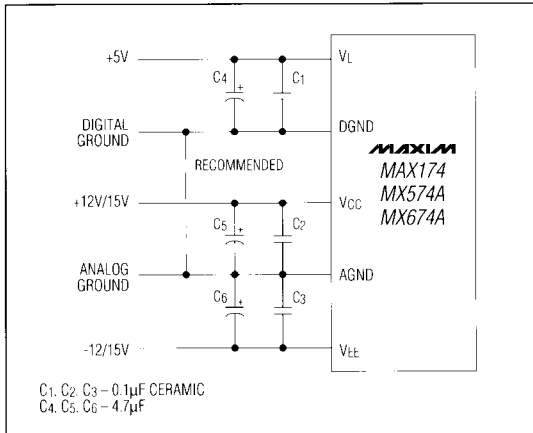 +5V
C4
+
C1
VL
DIGITAL
GROUND
DGND
RECOMMENDED
MAXIM
MAX174
MX574A
MX674A
+12V/15V
VCC
C5
+
C2
ANALOG
GROUND
AGND
C6
+
C3
-12/15V
VEE
C1, C2, C3 – 0.1µF CERAMIC
C4, C5, C6 – 4.7µF